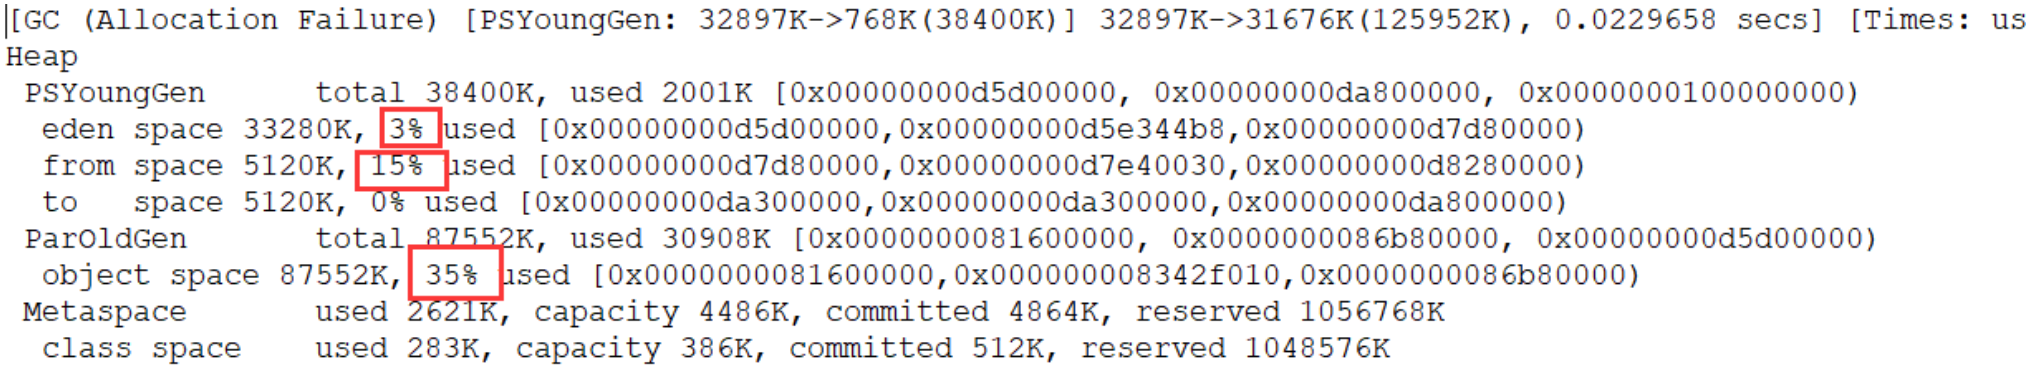 [GC (Allocation Failure) [PSYoungGen: 32897K->768K(38400K)] 32897K->31676K(125952K), 0.0229658 secs] [Times: us
Heap
PSYoungGen total 38400K, used 2001K [0x00000000d5d00000, 0x00000000da800000, 0x0000000100000000)
eden space 33280K, 3% used [0x00000000d5d00000,0x00000000d5e344b8,0x00000000d7d80000)
from space 5120K, 15% used [0x00000000d7d80000,0x00000000d7e40030,0x00000000d8280000)
to space 5120K, 0% used [0x00000000da300000,0x00000000da300000,0x00000000da800000)
ParOldGen total 87552K, used 30908K [0x0000000081600000, 0x0000000086b80000, 0x00000000d5d00000)
object space 87552K, 35% used [0x0000000081600000,0x000000008342f010,0x0000000086b80000)
Metaspace used 2621K, capacity 4486K, committed 4864K, reserved 1056768K
class space used 283K, capacity 386K, committed 512K, reserved 1048576K